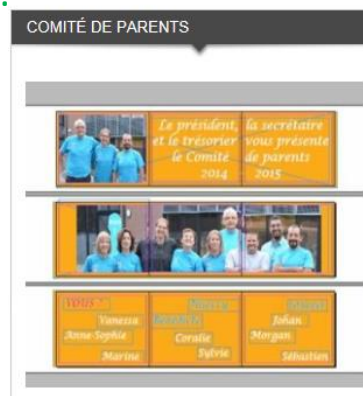 COMITÉ DE PARENTS
Le président, la secrétaire
et le trésorier vous présente
le Comité de parents
2014 2015
VOUS ?
Vanessa Johan
Anne-Sophie Coralie Morgan
Marine Sylvie Sébastien